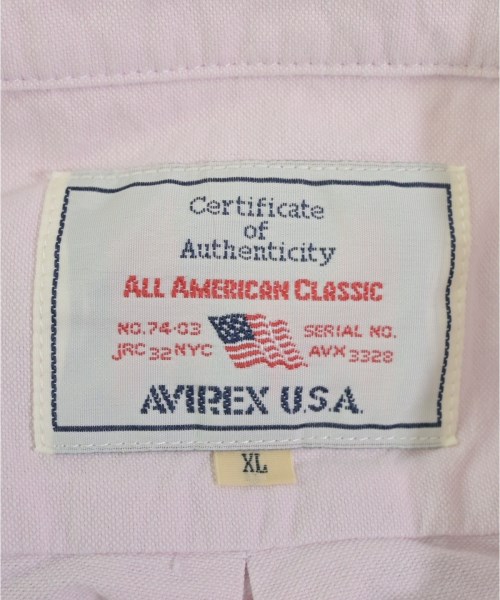 Certificate
of
Authenticity
ALL AMERICAN CLASSIC
NO.74-03 SERIAL NO.
JRC 32 NYC AVX 3328
AVIREX U.S.A.
XL